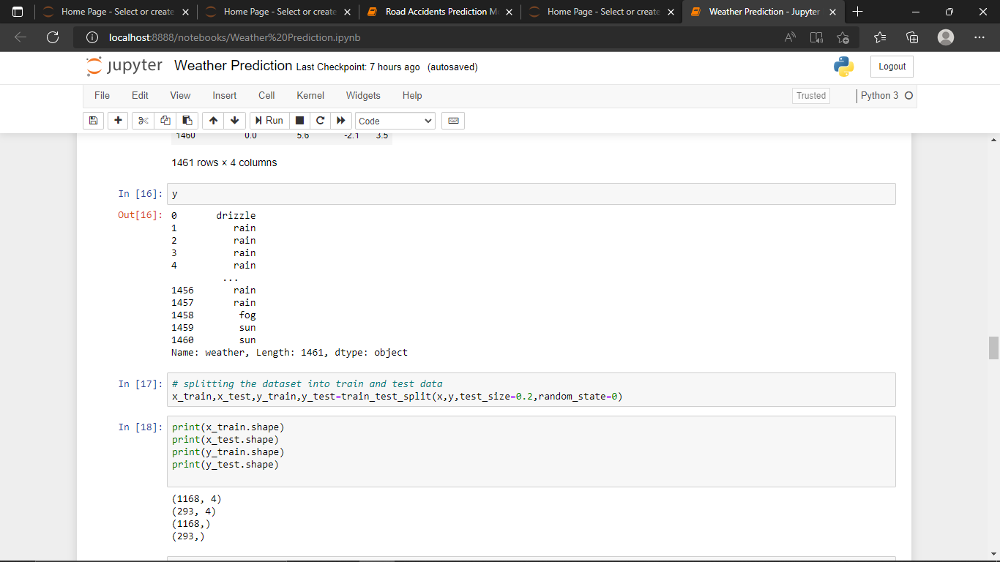 Home Page - Select or create
Home Page - Select or create
Road Accidents Prediction M
Home Page - Select or create
Weather Prediction - Jupyter
localhost:8888/notebooks/Weather%20Prediction.ipynb
jupyter Weather Prediction Last Checkpoint: 7 hours ago (autosaved)
Logout
File Edit View Insert Cell Kernel Widgets Help
Trusted
Python 3
Run
Code
1460 0.0 5.6 -2.1 3.5
1461 rows × 4 columns
In [16]: y
Out[16]: 0 drizzle
1 rain
2 rain
3 rain
4 rain
...
1456 rain
1457 rain
1458 fog
1459 sun
1460 sun
Name: weather, Length: 1461, dtype: object
In [17]: # splitting the dataset into train and test data
x_train,x_test,y_train,y_test=train_test_split(x,y,test_size=0.2,random_state=0)
In [18]: print(x_train.shape)
print(x_test.shape)
print(y_train.shape)
print(y_test.shape)
(1168, 4)
(293, 4)
(1168,)
(293,)